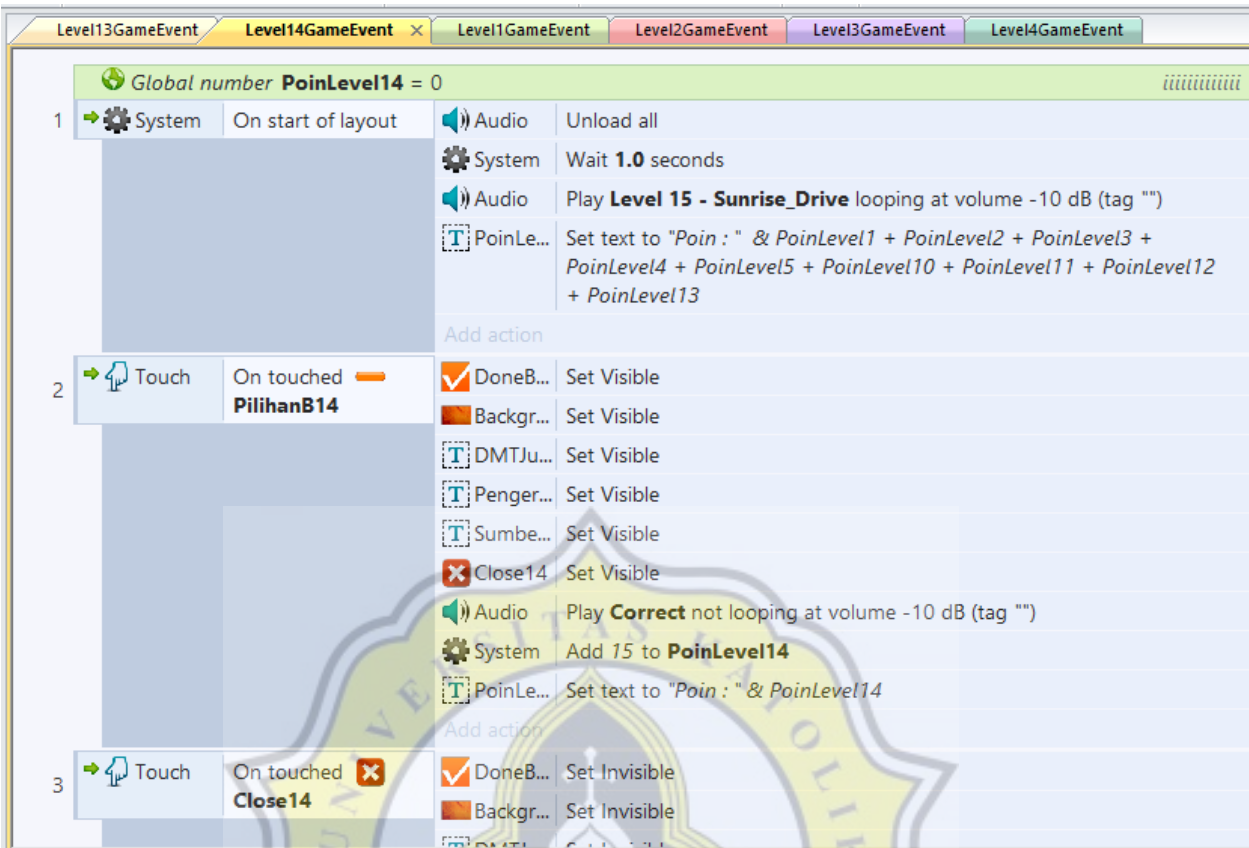 Level13GameEvent Level14GameEvent × Level1GameEvent Level2GameEvent Level3GameEvent Level4GameEvent
Global number PoinLevel14 = 0
1 System On start of layout Audio Unload all
System Wait 1.0 seconds
Audio Play Level 15 - Sunrise_Drive looping at volume -10 dB (tag "")
T PoinLe... Set text to "Poin : " & PoinLevel1 + PoinLevel2 + PoinLevel3 +
PoinLevel4 + PoinLevel5 + PoinLevel10 + PoinLevel11 + PoinLevel12
+ PoinLevel13
Add action
2 Touch On touched PilihanB14 DoneB... Set Visible
Backgr... Set Visible
T DMTJu... Set Visible
T Penger... Set Visible
T Sumbe... Set Visible
Close14 Set Visible
Audio Play Correct not looping at volume -10 dB (tag "")
System Add 15 to PoinLevel14
T PoinLe... Set text to "Poin : " & PoinLevel14
Add action
3 Touch On touched Close14 DoneB... Set Invisible
Backgr... Set Invisible
UNIVERSITAS KATOLIK